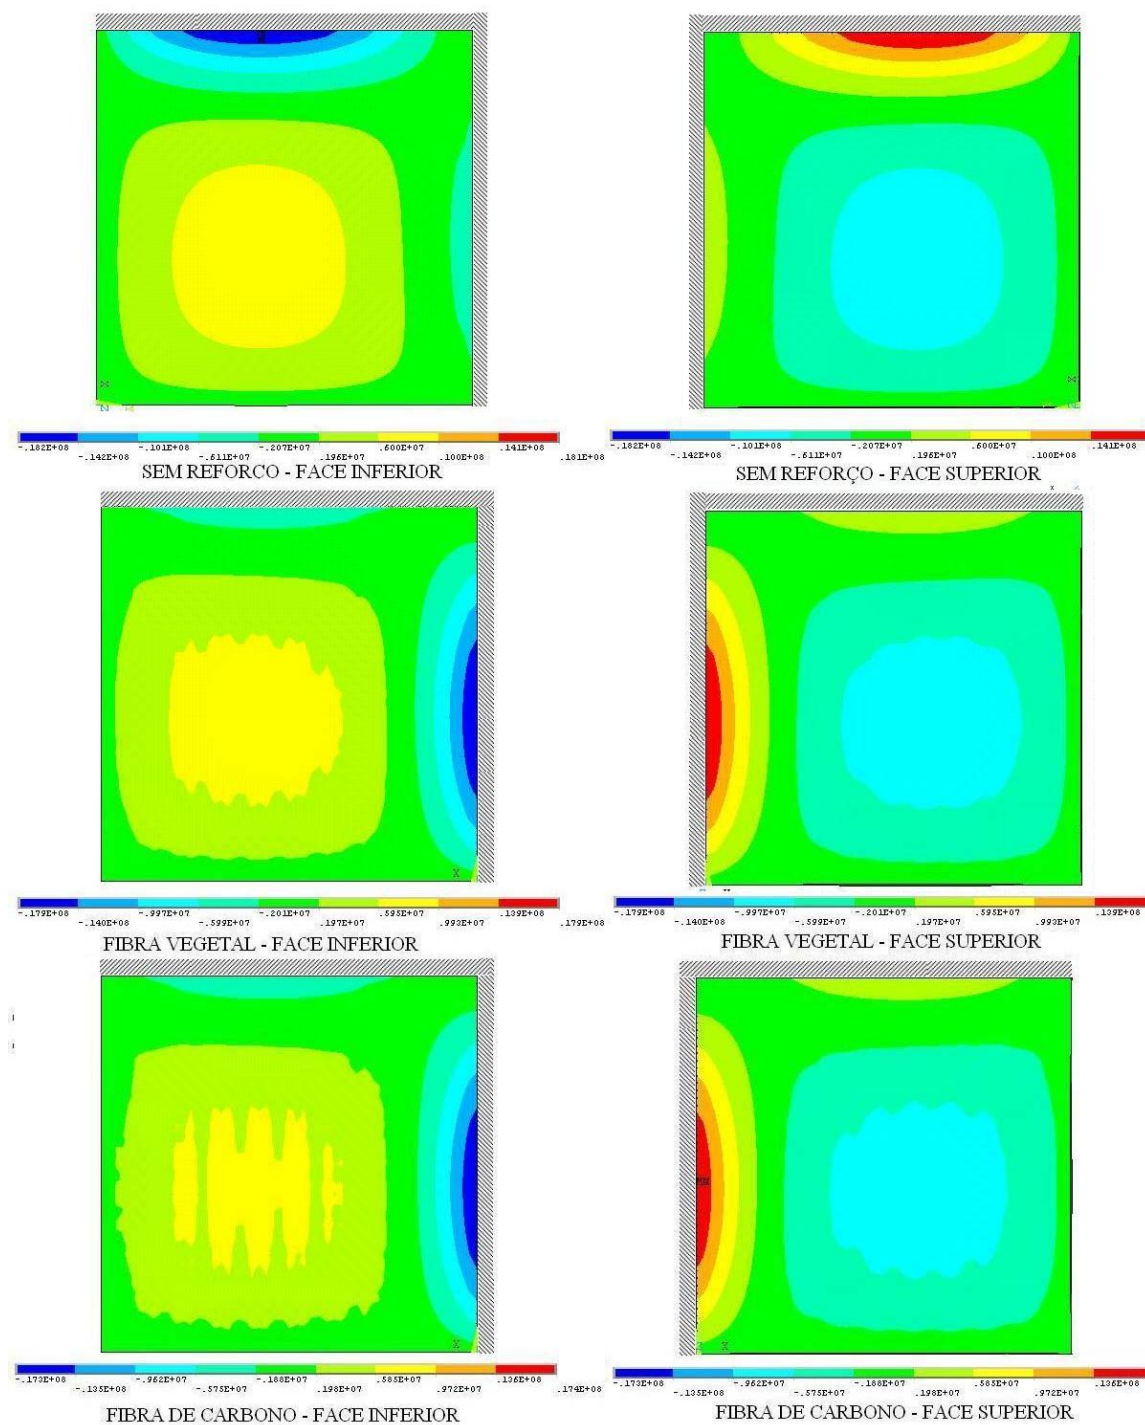 -.182E+08 -.101E+08 -.207E+07 .600E+07 .141E+08
-.142E+08 -.611E+07 .196E+07 .100E+08 .181E+08
SEM REFORCO - FACE INFERIOR
-.182E+08 -.101E+08 -.207E+07 .600E+07 .141E+08
-.142E+08 -.611E+07 .196E+07 .100E+08
SEM REFORÇO - FACE SUPERIOR
-.179E+08 -.997E+07 -.201E+07 .595E+07 .139E+08
-.140E+08 -.599E+07 .197E+07 .993E+07 .179E+08
FIBRA VEGETAL - FACE INFERIOR
-.179E+08 -.997E+07 -.201E+07 .595E+07 .139E+08
-.140E+08 -.599E+07 .197E+07 .993E+07
FIBRA VEGETAL - FACE SUPERIOR
-.173E+08 -.962E+07 -.188E+07 .585E+07 .136E+08
-.135E+08 -.575E+07 .198E+07 .972E+07 .174E+08
FIBRA DE CARBONO - FACE INFERIOR
-.173E+08 -.962E+07 -.188E+07 .585E+07 .136E+08
-.135E+08 -.575E+07 .198E+07 .972E+07
FIBRA DE CARBONO - FACE SUPERIOR